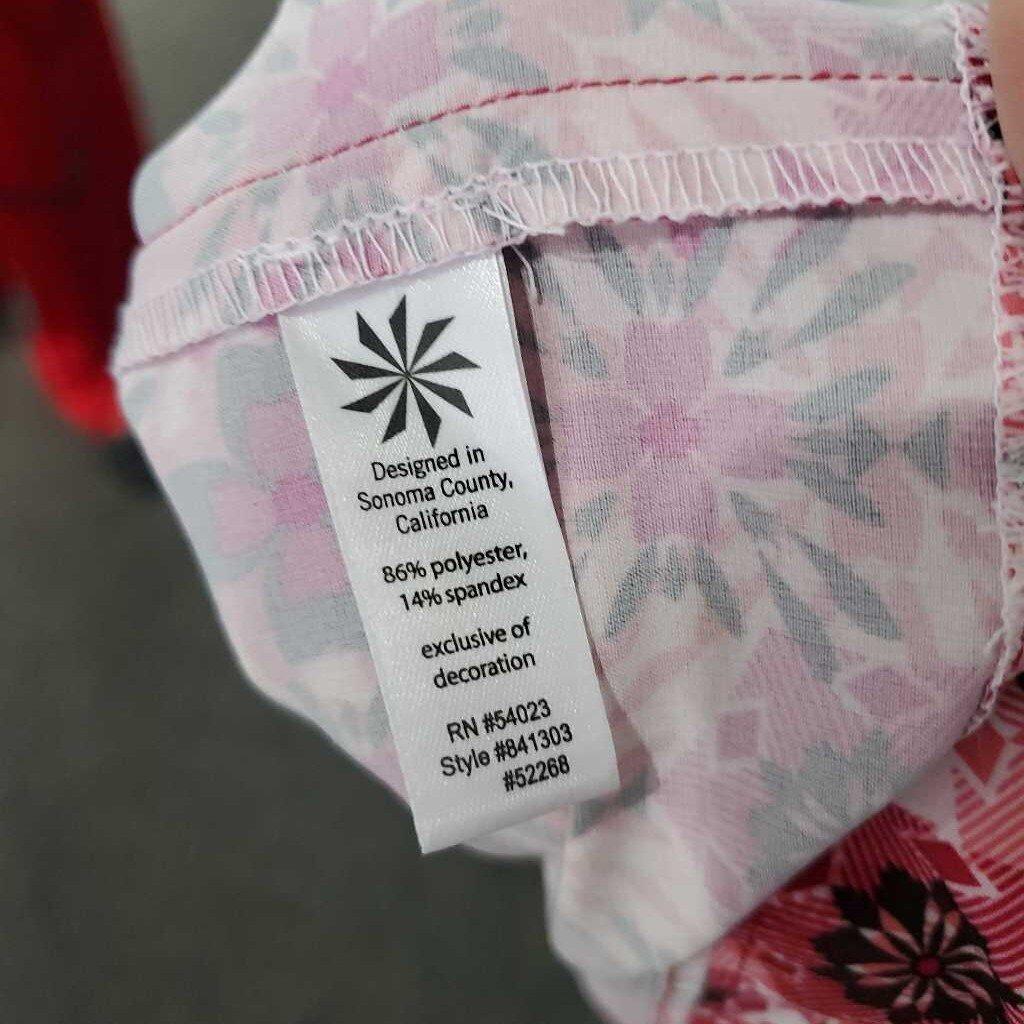 Designed in
Sonoma County,
California
86% polyester,
14% spandex
exclusive of
decoration
RN #54023
Style #841303
#52268